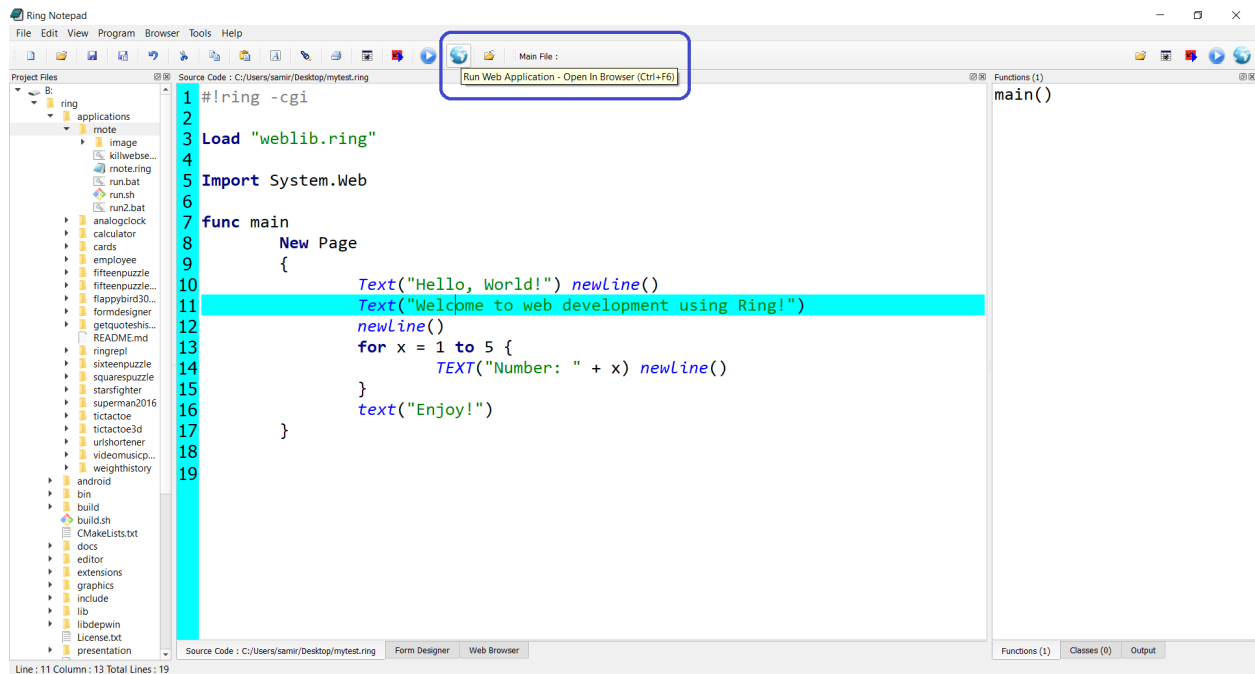 Ring Notepad
File Edit View Program Browser Tools Help
Main File :
Run Web Application - Open In Browser (Ctrl+F6)
Project Files
B:
ring
applications
rnote
image
killwebse...
rnote.ring
run.bat
run.sh
run2.bat
analogclock
calculator
cards
employee
fifteenpuzzle
fifteenpuzzle...
flappybird30...
formdesigner
getquoteshis...
README.md
ringrepl
sixteenpuzzle
squarespuzzle
starsfighter
superman2016
tictactoe
tictactoe3d
urlshortener
videomusicp...
weighthistory
android
bin
build
build.sh
CMakeLists.txt
docs
editor
extensions
graphics
include
lib
libdepwin
License.txt
presentation
Source Code : C:/Users/samir/Desktop/mytest.ring
1 #!ring -cgi
2
3 Load "weblib.ring"
4
5 Import System.Web
6
7 func main
8 New Page
9 {
10 Text("Hello, World!") newline()
11 Text("Welcome to web development using Ring!")
12 newline()
13 for x = 1 to 5 {
14 TEXT("Number: " + x) newline()
15 }
16 text("Enjoy!")
17 }
18
19
Source Code : C:/Users/samir/Desktop/mytest.ring Form Designer Web Browser
Functions (1)
main()
Functions (1) Classes (0) Output
Line : 11 Column : 13 Total Lines : 19